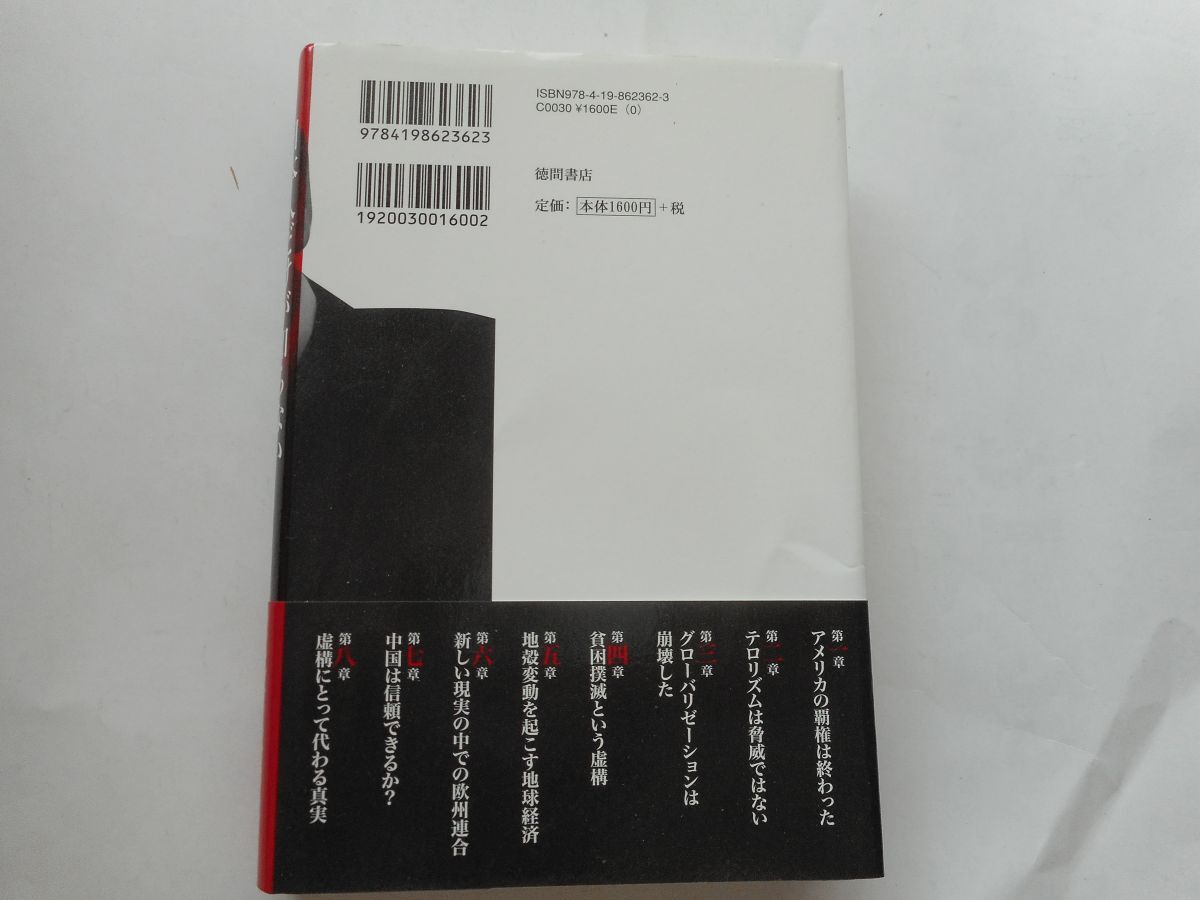 ISBN978-4-19-862362-3
C0030 ¥1600E (0)
9784198623623
徳間書店
定価: 本体1600円 +税
1920030016002
第一章
アメリカの覇権は終わった
第二章
テロリズムは脅威ではない
第三章
グローバリゼーションは
崩壊した
第四章
貧困撲滅という虚構
第五章
地殻変動を起こす地球経済
第六章
新しい現実の中での欧州連合
第七章
中国は信頼できるか?
第八章
虚構にとって代わる真実